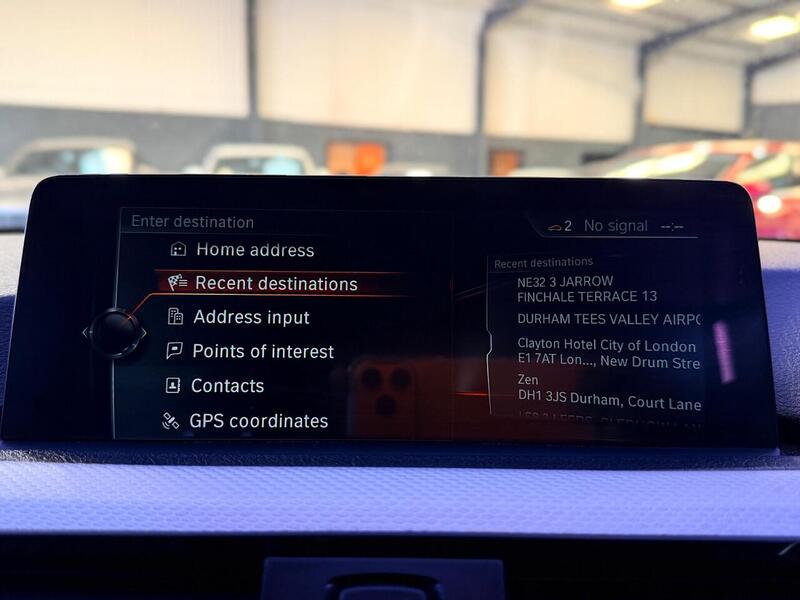 Enter destination
2 No signal --:--
Home address
Recent destinations
Address input
Points of interest
Contacts
GPS coordinates
Recent destinations
NE32 3 JARROW
FINCHALE TERRACE 13
DURHAM TEES VALLEY AIRPO
Clayton Hotel City of London
E1 7AT Lon..., New Drum Stre
Zen
DH1 3JS Durham, Court Lane